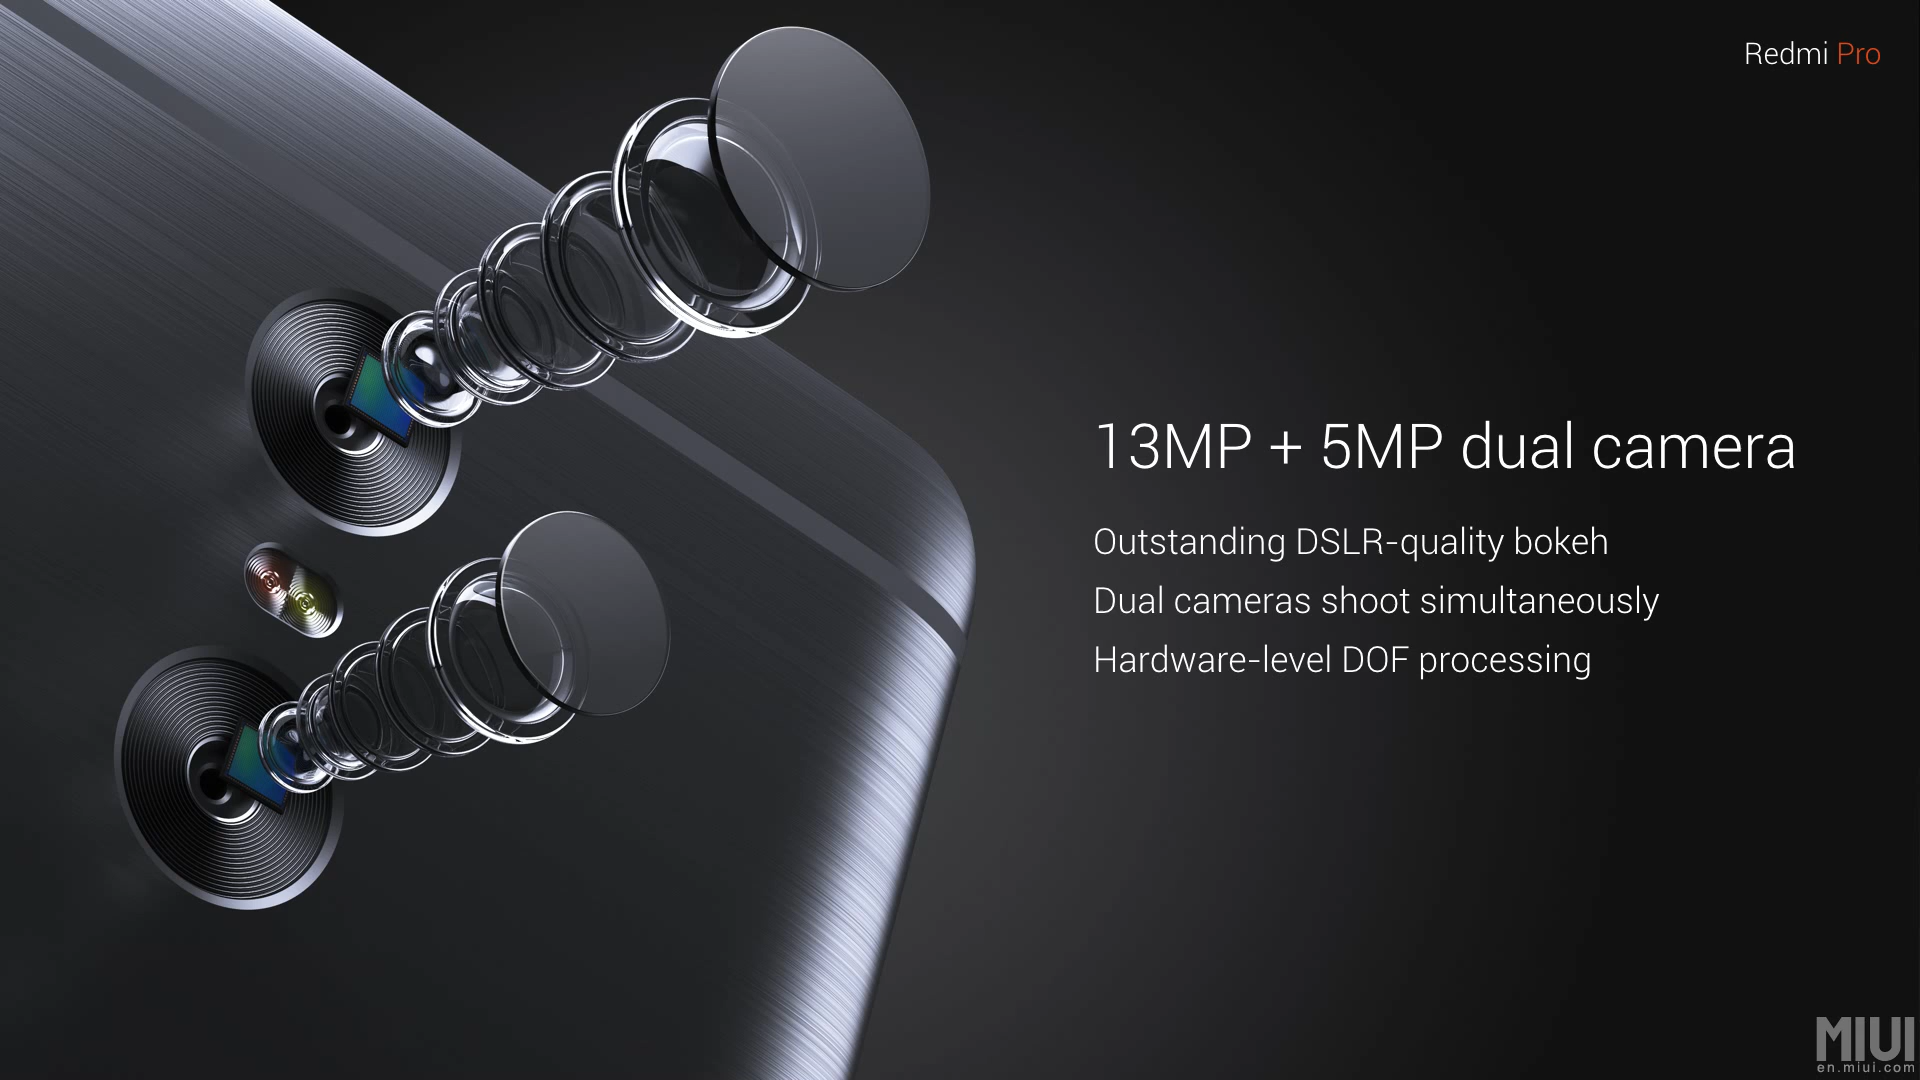 Redmi Pro
13MP + 5MP dual camera
Outstanding DSLR-quality bokeh
Dual cameras shoot simultaneously
Hardware-level DOF processing
MIUI
en.miui.com